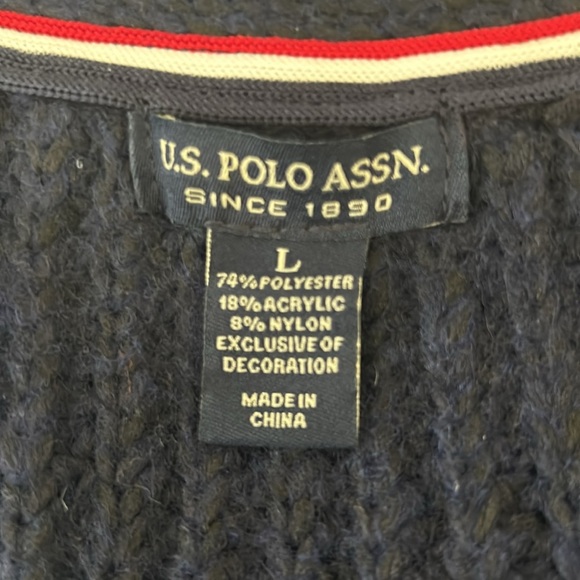 U.S. POLO ASSN.
SINCE 1890
L
74% POLYESTER
18% ACRYLIC
8% NYLON
EXCLUSIVE OF
DECORATION
MADE IN
CHINA